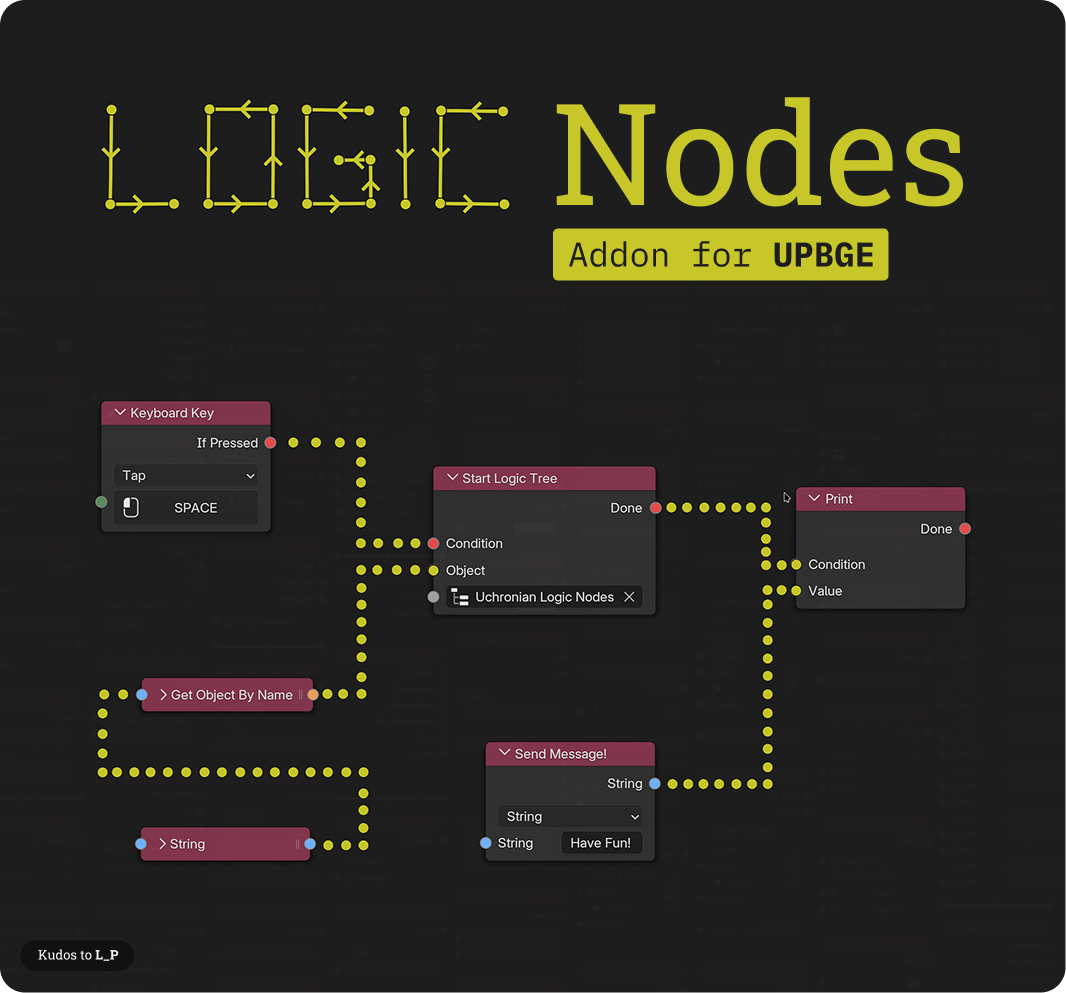 LOGIC Nodes
Addon for UPBGE
Keyboard Key
If Pressed
Tap
SPACE
Start Logic Tree
Done
Condition
Object
Uchronian Logic Nodes
Print
Done
Condition
Value
Get Object By Name
String
Send Message!
String
String
String Have Fun!
Kudos to L_P